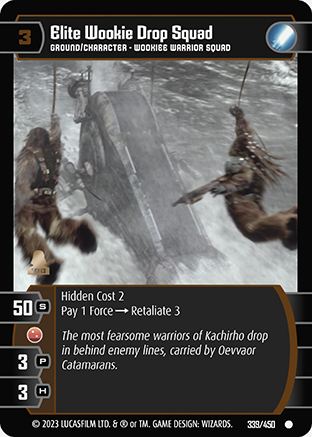 3 Elite Wookie Drop Squad
GROUND/CHARACTER - WOOKIEE WARRIOR SQUAD
Hidden Cost 2
50 S
Pay 1 Force → Retaliate 3
The most fearsome warriors of Kachirho drop
in behind enemy lines, carried by Oevvaor
Catamarans.
3 P
3 H
© 2023 LUCASFILM LTD. & ® or TM. GAME DESIGN: WIZARDS. 339/450